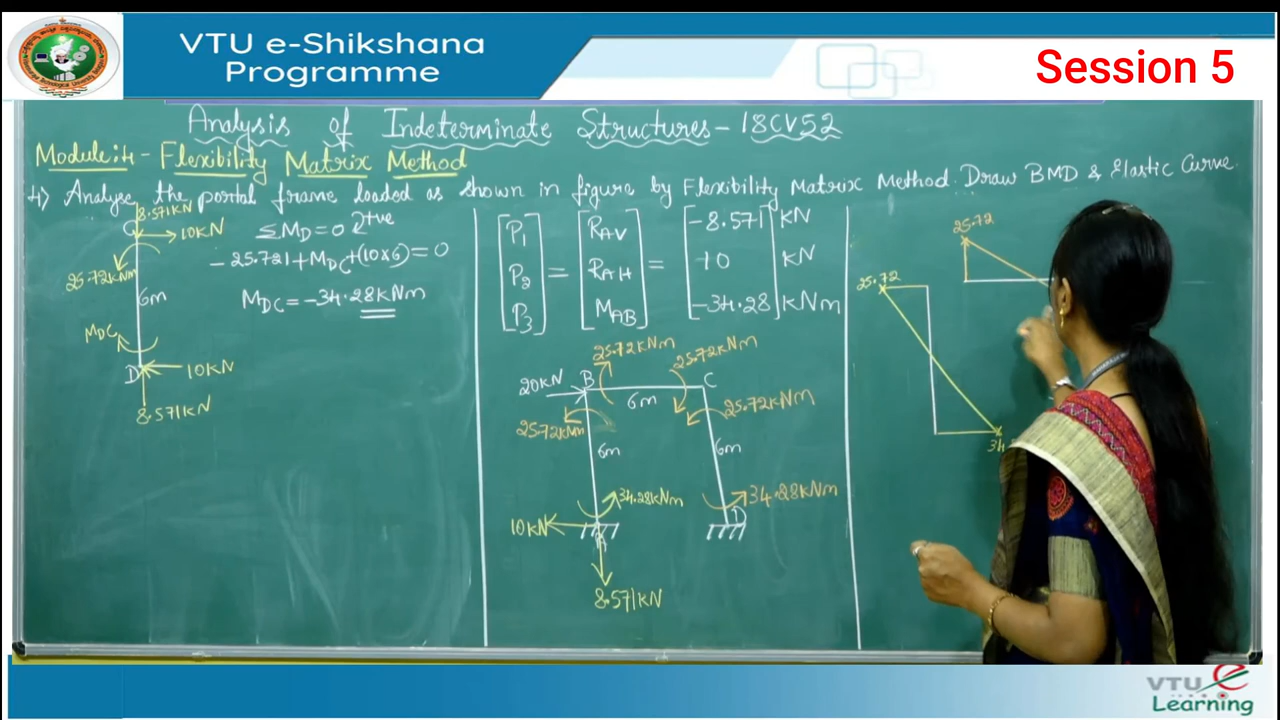 VTU e-Shikshana
Programme
Session 5
Analysis of Indeterminate Structures - 18CV52
Module:4 - Flexibility Matrix Method
4) Analyse the portal frame loaded as shown in figure by Flexibility Matrix Method. Draw BMD & Elastic Curve.
8.571KN
C
10KN
25.72KNm
6m
MDC
D
10KN
8.571KN
ΣMD=0 +ve
-25.721+MDC+(10x6)=0
MDC=-34.28KNm
[P1 P2 P3] = [RAV RAH MAB] = [-8.571 -10 -34.28] KN KN KNm
25.72KNm
25.72KNm
20KN
B
C
6m
25.72KNm
25.72KNm
6m
6m
34.28KNm
34.28KNm
10KN
A
D
8.571KN
25.72
25.72
34.
VTU e
Learning